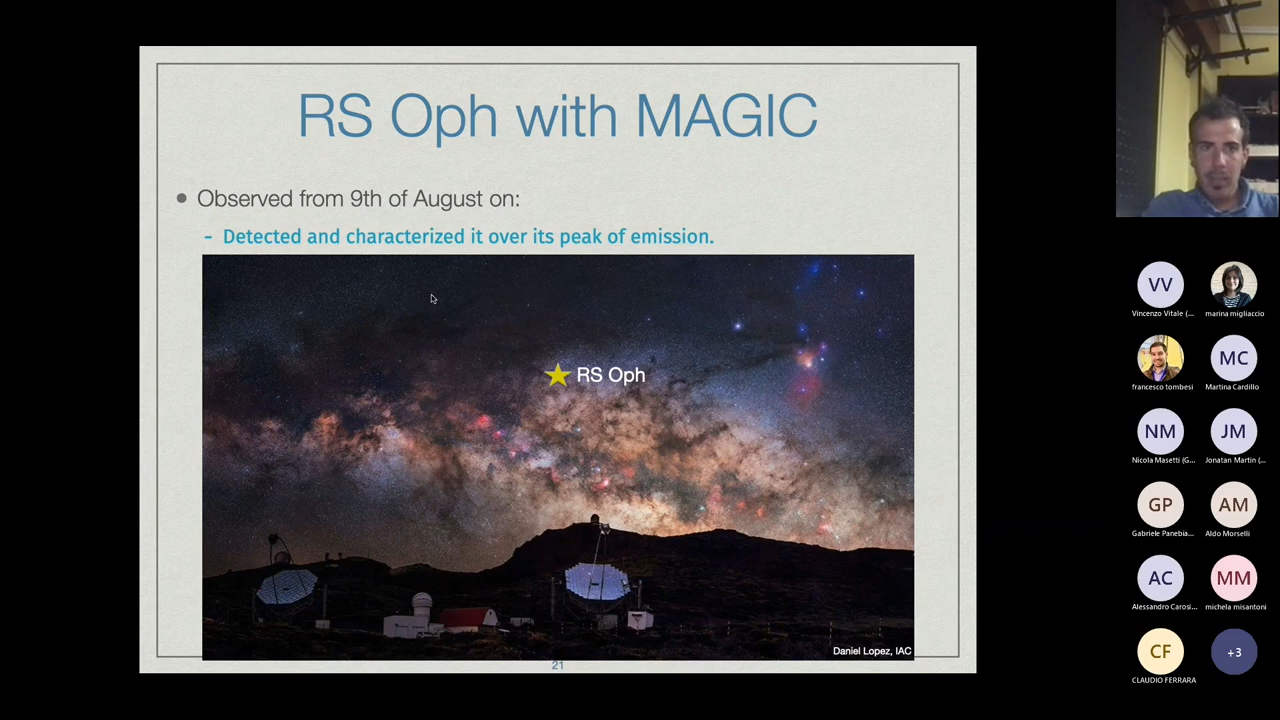 RS Oph with MAGIC
Observed from 9th of August on:
- Detected and characterized it over its peak of emission.
RS Oph
Daniel Lopez, IAC
21
VV
Vincenzo Vitale (...
marina migliaccio
francesco tombesi
MC
Martina Cardillo
NM
Nicola Masetti (G...
JM
Jonatan Martin (...
GP
Gabriele Panebia...
AM
Aldo Morselli
AC
Alessandro Carosi...
MM
michela misantoni
CF
CLAUDIO FERRARA
+3